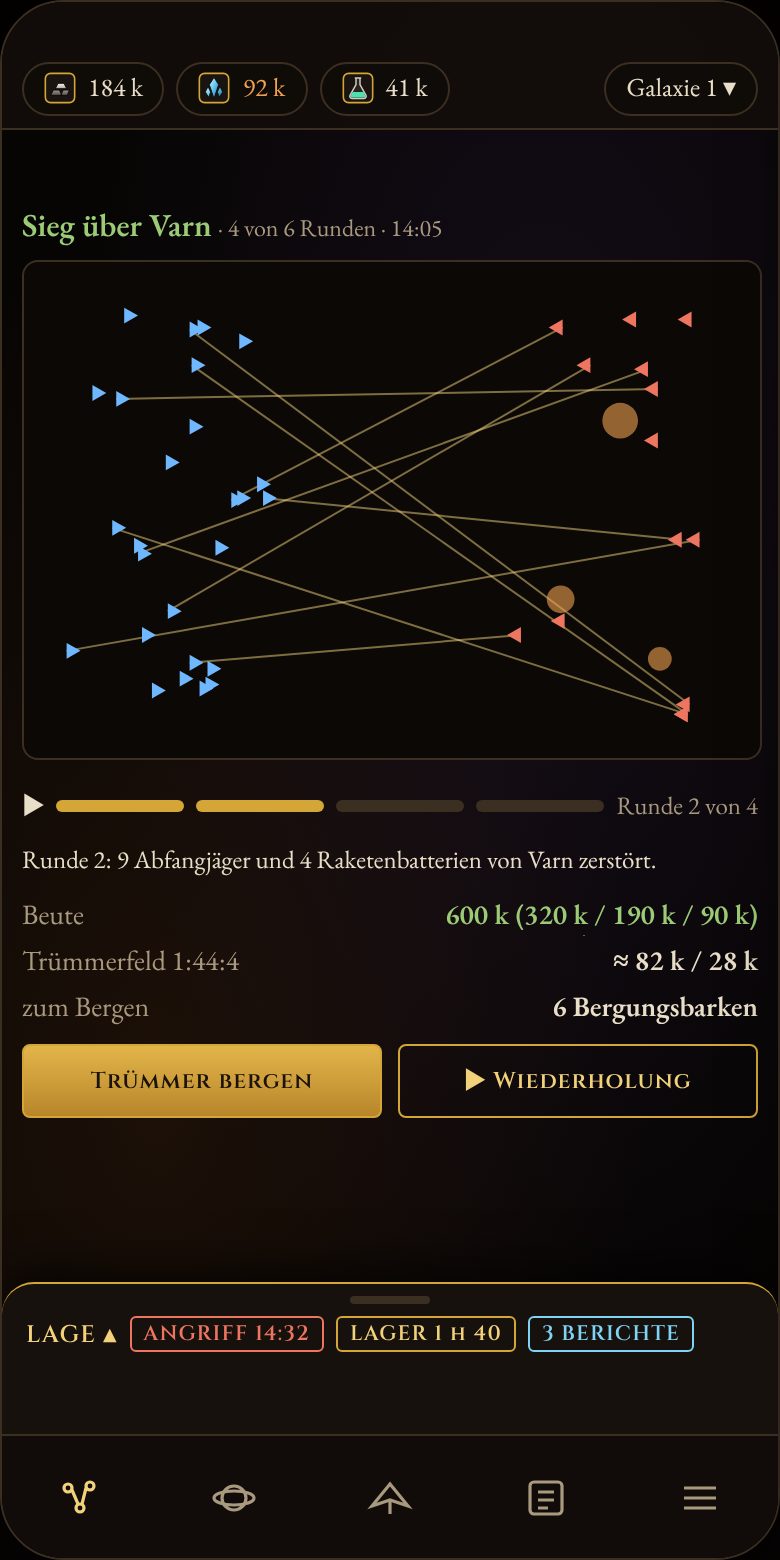 184 k 92 k 41 k Galaxie 1 ▼
Sieg über Varn · 4 von 6 Runden · 14:05
Runde 2 von 4
Runde 2: 9 Abfangjäger und 4 Raketenbatterien von Varn zerstört.
Beute 600 k (320 k / 190 k / 90 k)
Trümmerfeld 1:44:4 ≈ 82 k / 28 k
zum Bergen 6 Bergungsbarken
TRÜMMER BERGEN ▶ WIEDERHOLUNG
LAGE ▲ ANGRIFF 14:32 LAGER 1 H 40 3 BERICHTE